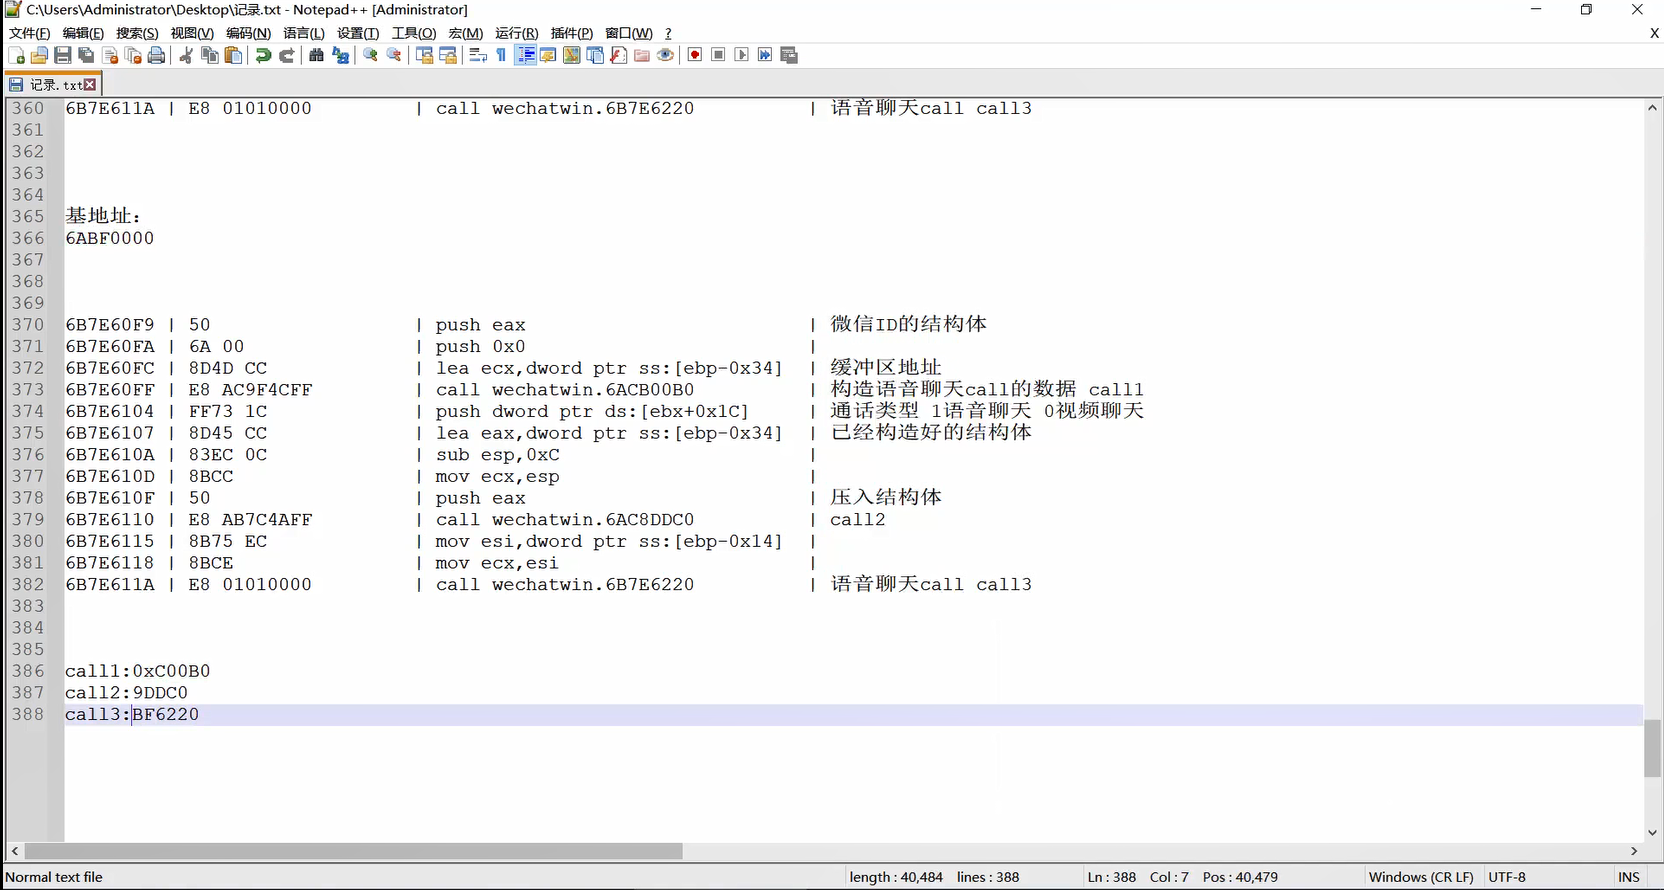 C:\Users\Administrator\Desktop\记录.txt - Notepad++ [Administrator]
文件(F) 编辑(E) 搜索(S) 视图(V) 编码(N) 语言(L) 设置(T) 工具(O) 宏(M) 运行(R) 插件(P) 窗口(W) ? X
记录.txt
360 6B7E611A | E8 01010000 | call wechatwin.6B7E6220 | 语音聊天call call3
361
362
363
364
365 基地址：
366 6ABF0000
367
368
369
370 6B7E60F9 | 50 | push eax | 微信ID的结构体
371 6B7E60FA | 6A 00 | push 0x0 |
372 6B7E60FC | 8D4D CC | lea ecx,dword ptr ss:[ebp-0x34] | 缓冲区地址
373 6B7E60FF | E8 AC9F4CFF | call wechatwin.6ACB00B0 | 构造语音聊天call的数据 call1
374 6B7E6104 | FF73 1C | push dword ptr ds:[ebx+0x1C] | 通话类型 1语音聊天 0视频聊天
375 6B7E6107 | 8D45 CC | lea eax,dword ptr ss:[ebp-0x34] | 已经构造好的结构体
376 6B7E610A | 83EC 0C | sub esp,0xC |
377 6B7E610D | 8BCC | mov ecx,esp |
378 6B7E610F | 50 | push eax | 压入结构体
379 6B7E6110 | E8 AB7C4AFF | call wechatwin.6AC8DDC0 | call2
380 6B7E6115 | 8B75 EC | mov esi,dword ptr ss:[ebp-0x14] |
381 6B7E6118 | 8BCE | mov ecx,esi |
382 6B7E611A | E8 01010000 | call wechatwin.6B7E6220 | 语音聊天call call3
383
384
385
386 call1:0xC00B0
387 call2:9DDC0
388 call3:BF6220
Normal text file length : 40,484 lines : 388 Ln : 388 Col : 7 Pos : 40,479 Windows (CR LF) UTF-8 INS